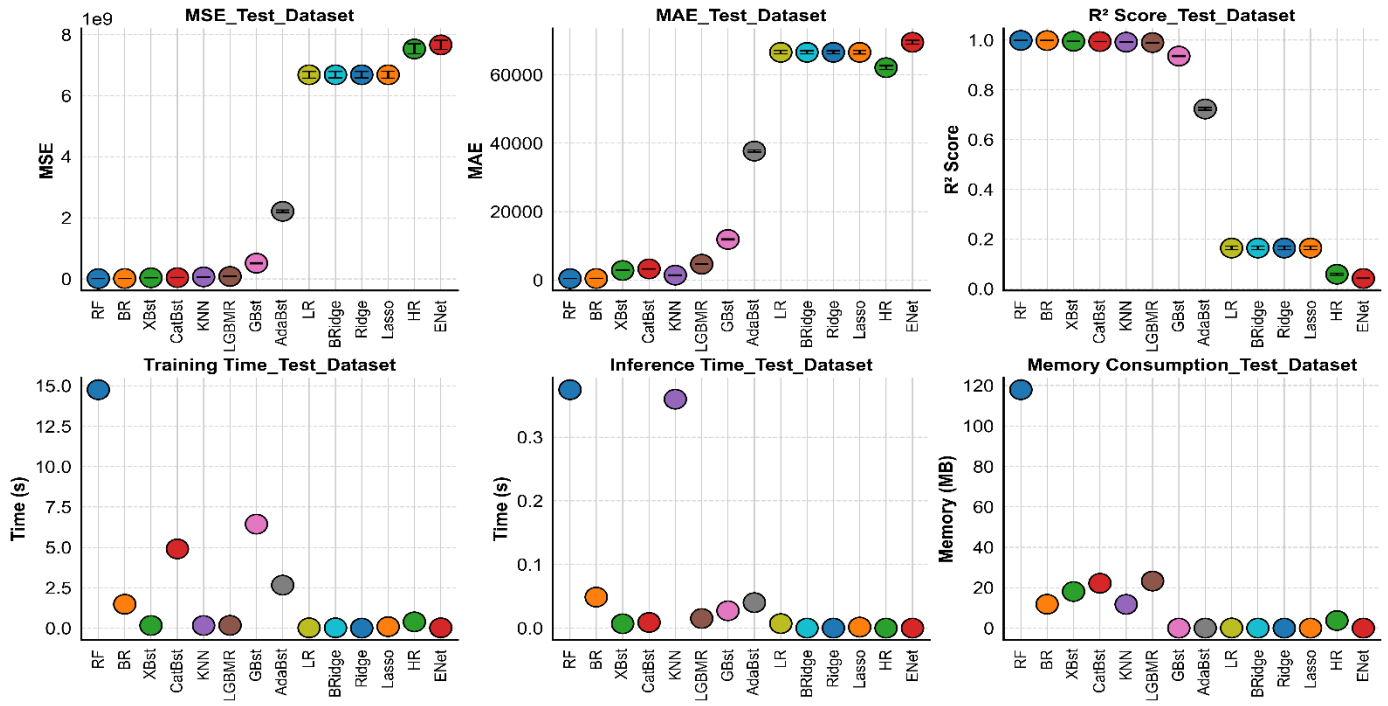 MSE_Test_Dataset
1e9
MSE
8
6
4
2
0
RF
BR
XBst
CatBst
KNN
LGBMR
GBst
AdaBst
LR
BRidge
Ridge
Lasso
HR
ENet
MAE_Test_Dataset
MAE
60000
40000
20000
0
RF
BR
XBst
CatBst
KNN
LGBMR
GBst
AdaBst
LR
BRidge
Ridge
Lasso
HR
ENet
R² Score_Test_Dataset
R² Score
1.0
0.8
0.6
0.4
0.2
0.0
RF
BR
XBst
CatBst
KNN
LGBMR
GBst
AdaBst
LR
BRidge
Ridge
Lasso
HR
ENet
Training Time_Test_Dataset
Time (s)
15.0
12.5
10.0
7.5
5.0
2.5
0.0
RF
BR
XBst
CatBst
KNN
LGBMR
GBst
AdaBst
LR
BRidge
Ridge
Lasso
HR
ENet
Inference Time_Test_Dataset
Time (s)
0.3
0.2
0.1
0.0
RF
BR
XBst
CatBst
KNN
LGBMR
GBst
AdaBst
LR
BRidge
Ridge
Lasso
HR
ENet
Memory Consumption_Test_Dataset
Memory (MB)
120
100
80
60
40
20
0
RF
BR
XBst
CatBst
KNN
LGBMR
GBst
AdaBst
LR
BRidge
Ridge
Lasso
HR
ENet